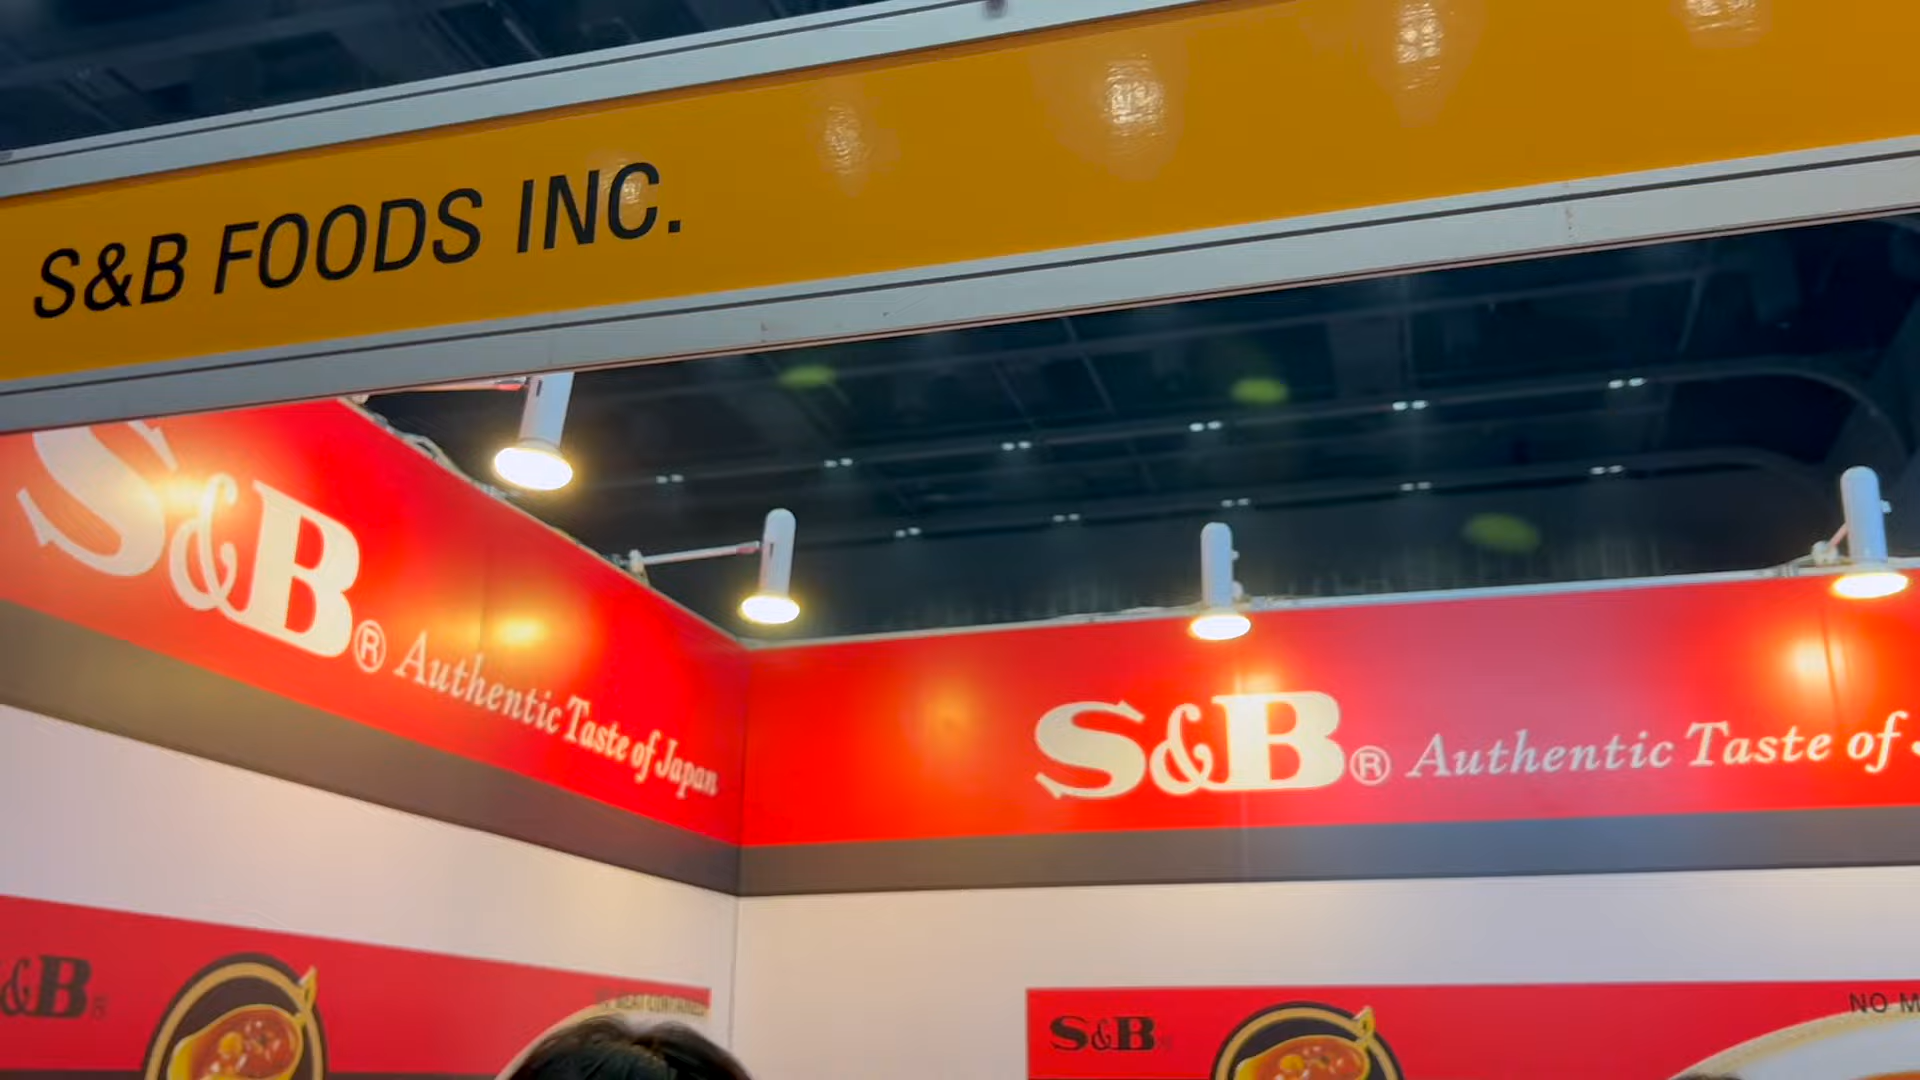 S&B FOODS INC.
S&B® Authentic Taste of Japan
S&B® Authentic Taste of
&B®
S&B
NO M